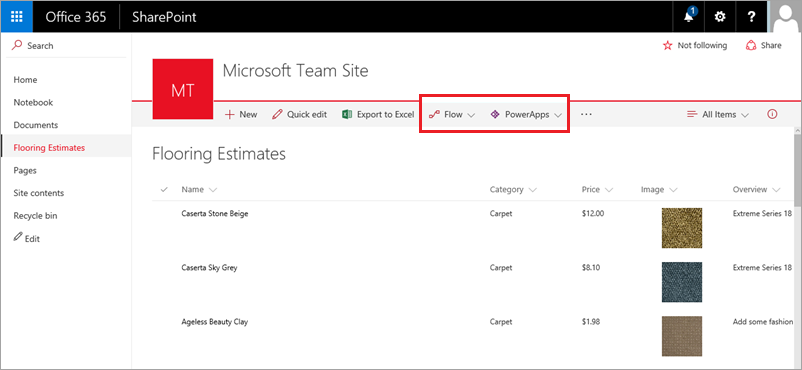 Office 365 SharePoint 1 ?
Search Not following Share
Microsoft Team Site
MT
Home
Notebook
Documents
Flooring Estimates
Pages
Site contents
Recycle bin
Edit
New Quick edit Export to Excel Flow PowerApps ... All Items
Flooring Estimates
Name Category Price Image Overview
Caserta Stone Beige Carpet $12.00 Extreme Series 18
Caserta Sky Grey Carpet $8.10 Extreme Series 18
Ageless Beauty Clay Carpet $1.98 Add some fashion